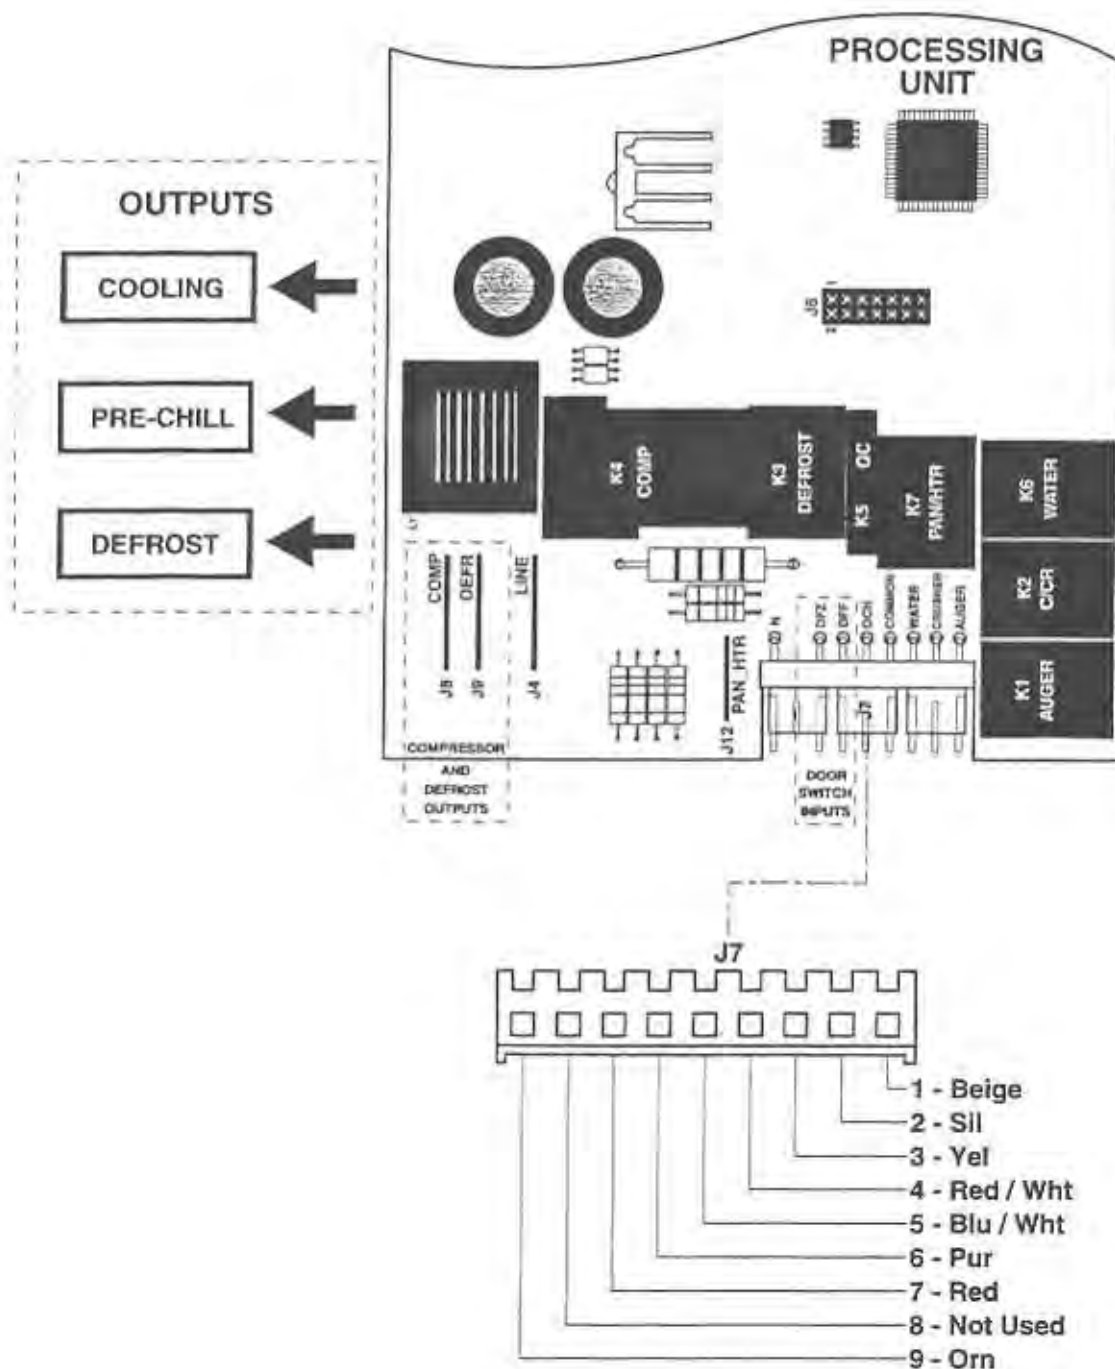 PROCESSING
UNIT
OUTPUTS
COOLING
PRE-CHILL
DEFROST
J6
1
2
K4
COMP
K3
DEFROST
K5 OC
K7
PAN/HTR
K6
WATER
K2
C/CR
K1
AUGER
COMP
J8
DEFR
J9
LINE
J4
PAN_HTR
J12
N
DFZ
DFF
DCH
COMMON
WATER
CRUSHER
AUGER
J7
COMPRESSOR
AND
DEFROST
OUTPUTS
DOOR
SWITCH
INPUTS
J7
1 - Beige
2 - Sil
3 - Yel
4 - Red / Wht
5 - Blu / Wht
6 - Pur
7 - Red
8 - Not Used
9 - Orn